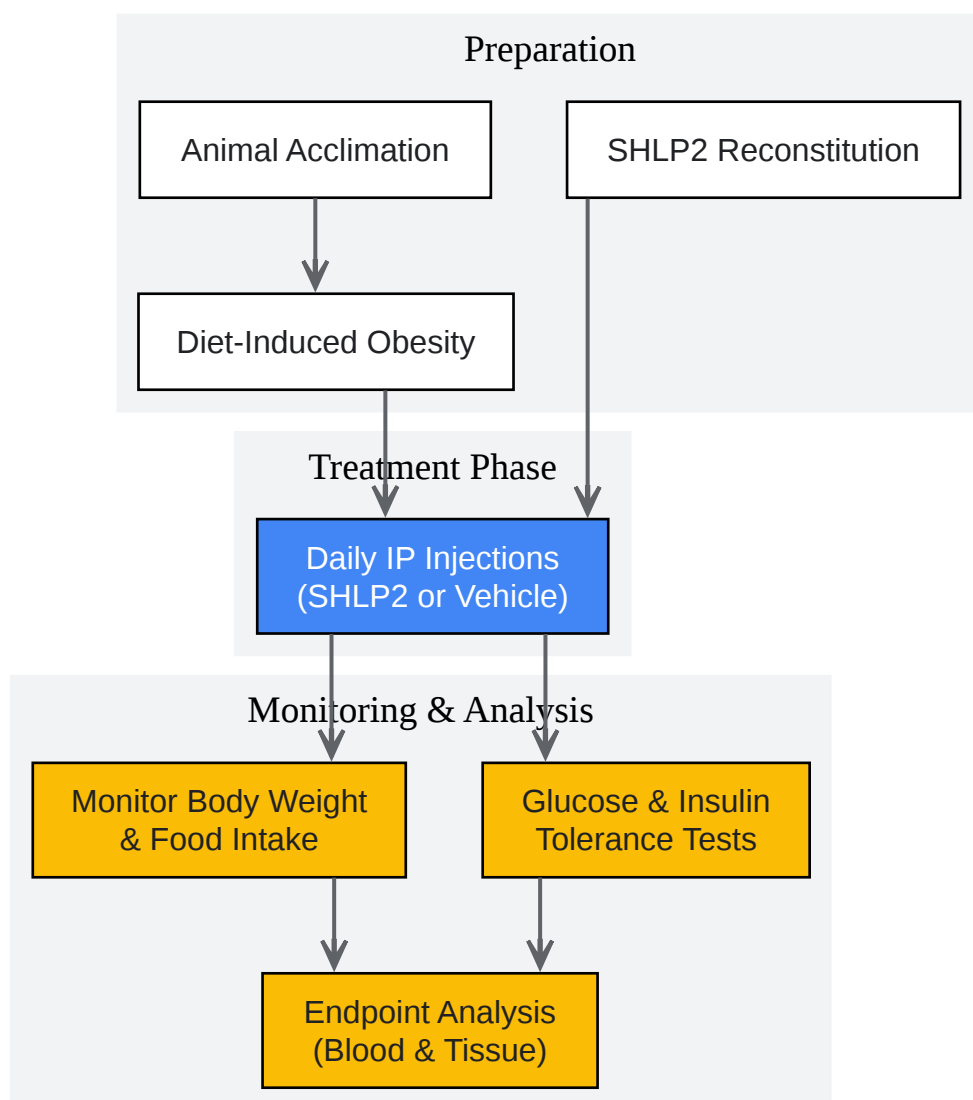 Preparation
Animal Acclimation
SHLP2 Reconstitution
Diet-Induced Obesity
Treatment Phase
Daily IP Injections
(SHLP2 or Vehicle)
Monitoring & Analysis
Monitor Body Weight
& Food Intake
Glucose & Insulin
Tolerance Tests
Endpoint Analysis
(Blood & Tissue)